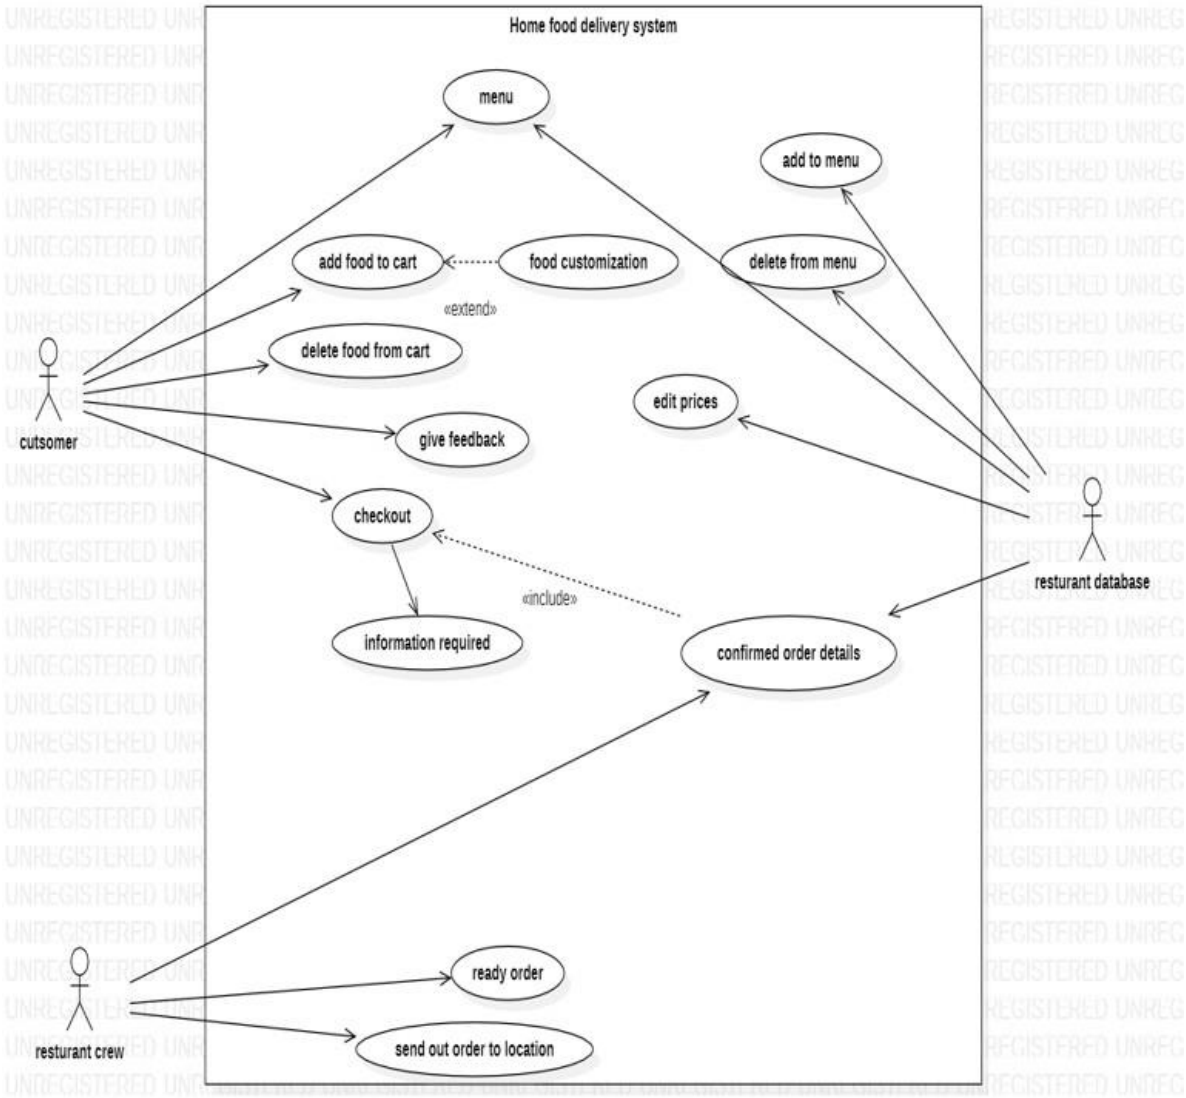 Home food delivery system
menu
add to menu
add food to cart
food customization
delete from menu
«extend»
delete food from cart
edit prices
give feedback
cutsomer
checkout
resturant database
«include»
information required
confirmed order details
ready order
resturant crew
send out order to location
UNREGISTERED